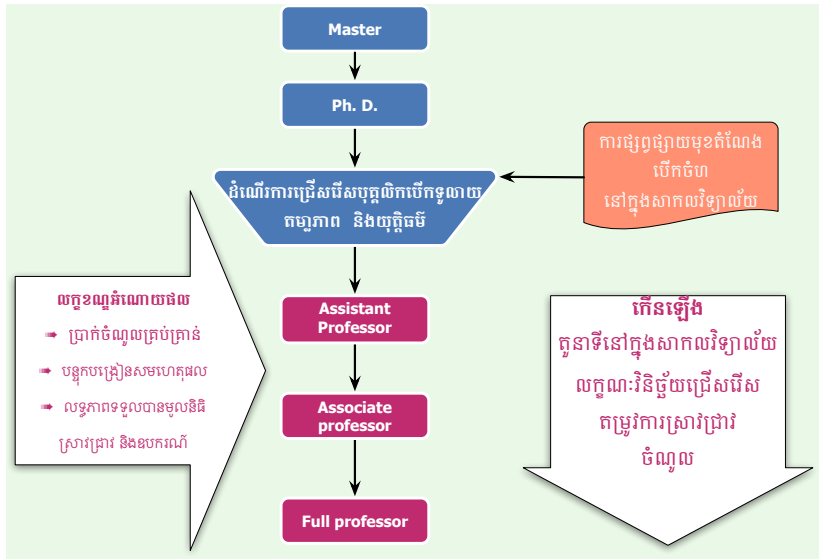 Master
Ph. D.
ការផ្សព្វផ្សាយមុខតំណែង
បើកចំហ
នៅក្នុងសាកលវិទ្យាល័យ
ដំណើរការជ្រើសរើសបុគ្គលិកបើកទូលាយ
តម្លាភាព និងយុត្តិធម៌
លក្ខខណ្ឌអំណោយផល
➠ ប្រាក់ចំណូលគ្រប់គ្រាន់
➠ បន្ទុកបង្រៀនសមហេតុផល
➠ លទ្ធភាពទទួលបានមូលនិធិ
ស្រាវជ្រាវ និងឧបករណ៍
Assistant
Professor
Associate
professor
Full professor
កើនឡើង
តួនាទីនៅក្នុងសាកលវិទ្យាល័យ
លក្ខណៈវិនិច្ឆ័យជ្រើសរើស
តម្រូវការស្រាវជ្រាវ
ចំណូល